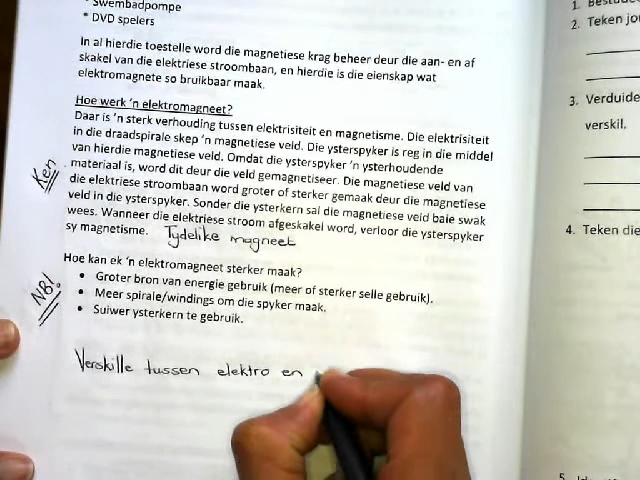 * Swembadpompe
* DVD spelers
In al hierdie toestelle word die magnetiese krag beheer deur die aan- en af
skakel van die elektriese stroombaan, en hierdie is die eienskap wat
elektromagnete so bruikbaar maak.
Hoe werk 'n elektromagneet?
Daar is 'n sterk verhouding tussen elektrisiteit en magnetisme. Die elektrisiteit
in die draadspirale skep 'n magnetiese veld. Die ysterspyker is reg in die middel
van hierdie magnetiese veld. Omdat die ysterspyker 'n ysterhoudende
materiaal is, word dit deur die veld gemagnetiseer. Die magnetiese veld van
die elektriese stroombaan word groter of sterker gemaak deur die magnetiese
veld in die ysterspyker. Sonder die ysterkern sal die magnetiese veld baie swak
wees. Wanneer die elektriese stroom afgeskakel word, verloor die ysterspyker
sy magnetisme. Tydelike magneet
Ken
Hoe kan ek 'n elektromagneet sterker maak?
• Groter bron van energie gebruik (meer of sterker selle gebruik).
• Meer spirale/windings om die spyker maak.
• Suiwer ysterkern te gebruik.
NB!
Verskille tussen elektro en
1.
2. Teken
3. Verduide
verskil.
4. Teken die
5.